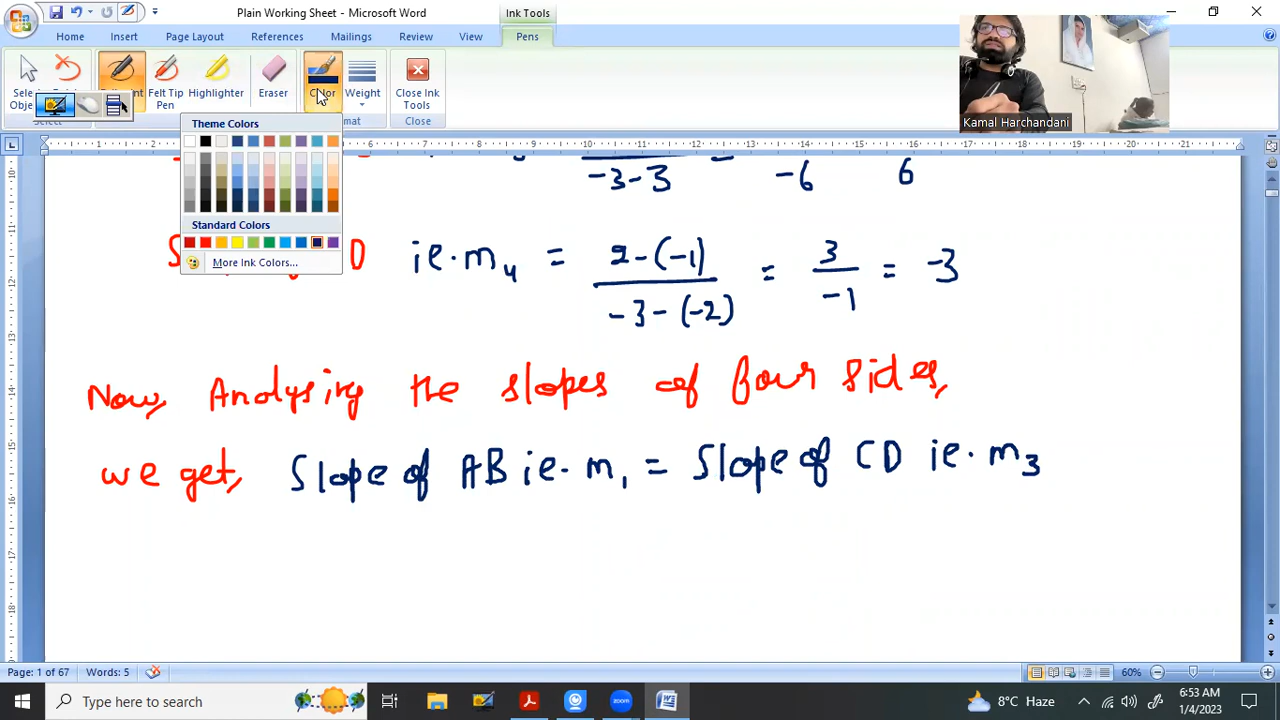 Plain Working Sheet - Microsoft Word
Ink Tools
Home Insert Page Layout References Mailings Review View Pens
Felt Tip Pen
Highlighter
Eraser
Color
Weight
Close Ink Tools
Close
Kamal Harchandani
Theme Colors
Standard Colors
More Ink Colors...
-3-3 -6 6
ie. m4 = 2-(-1) / -3-(-2) = 3 / -1 = -3
Now, Analysing the slopes of four sides,
we get, Slope of AB ie. m1 = Slope of CD ie. m3
Page: 1 of 67 Words: 5 60%
Type here to search
8°C Haze
6:53 AM
1/4/2023